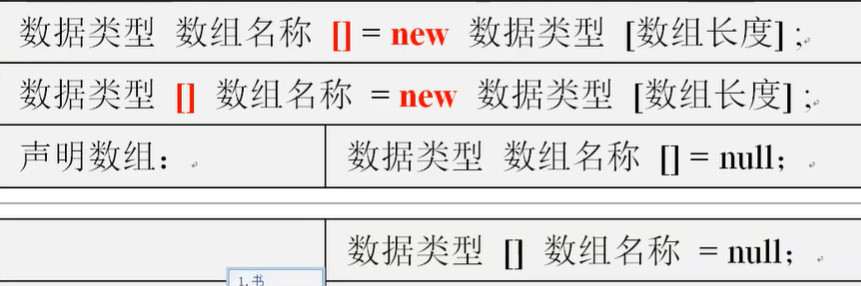 数据类型 数组名称 [] = new 数据类型 [数组长度] ;
数据类型 [] 数组名称 = new 数据类型 [数组长度] ;
声明数组： 数据类型 数组名称 [] = null；
数据类型 [] 数组名称 = null；
1. 书